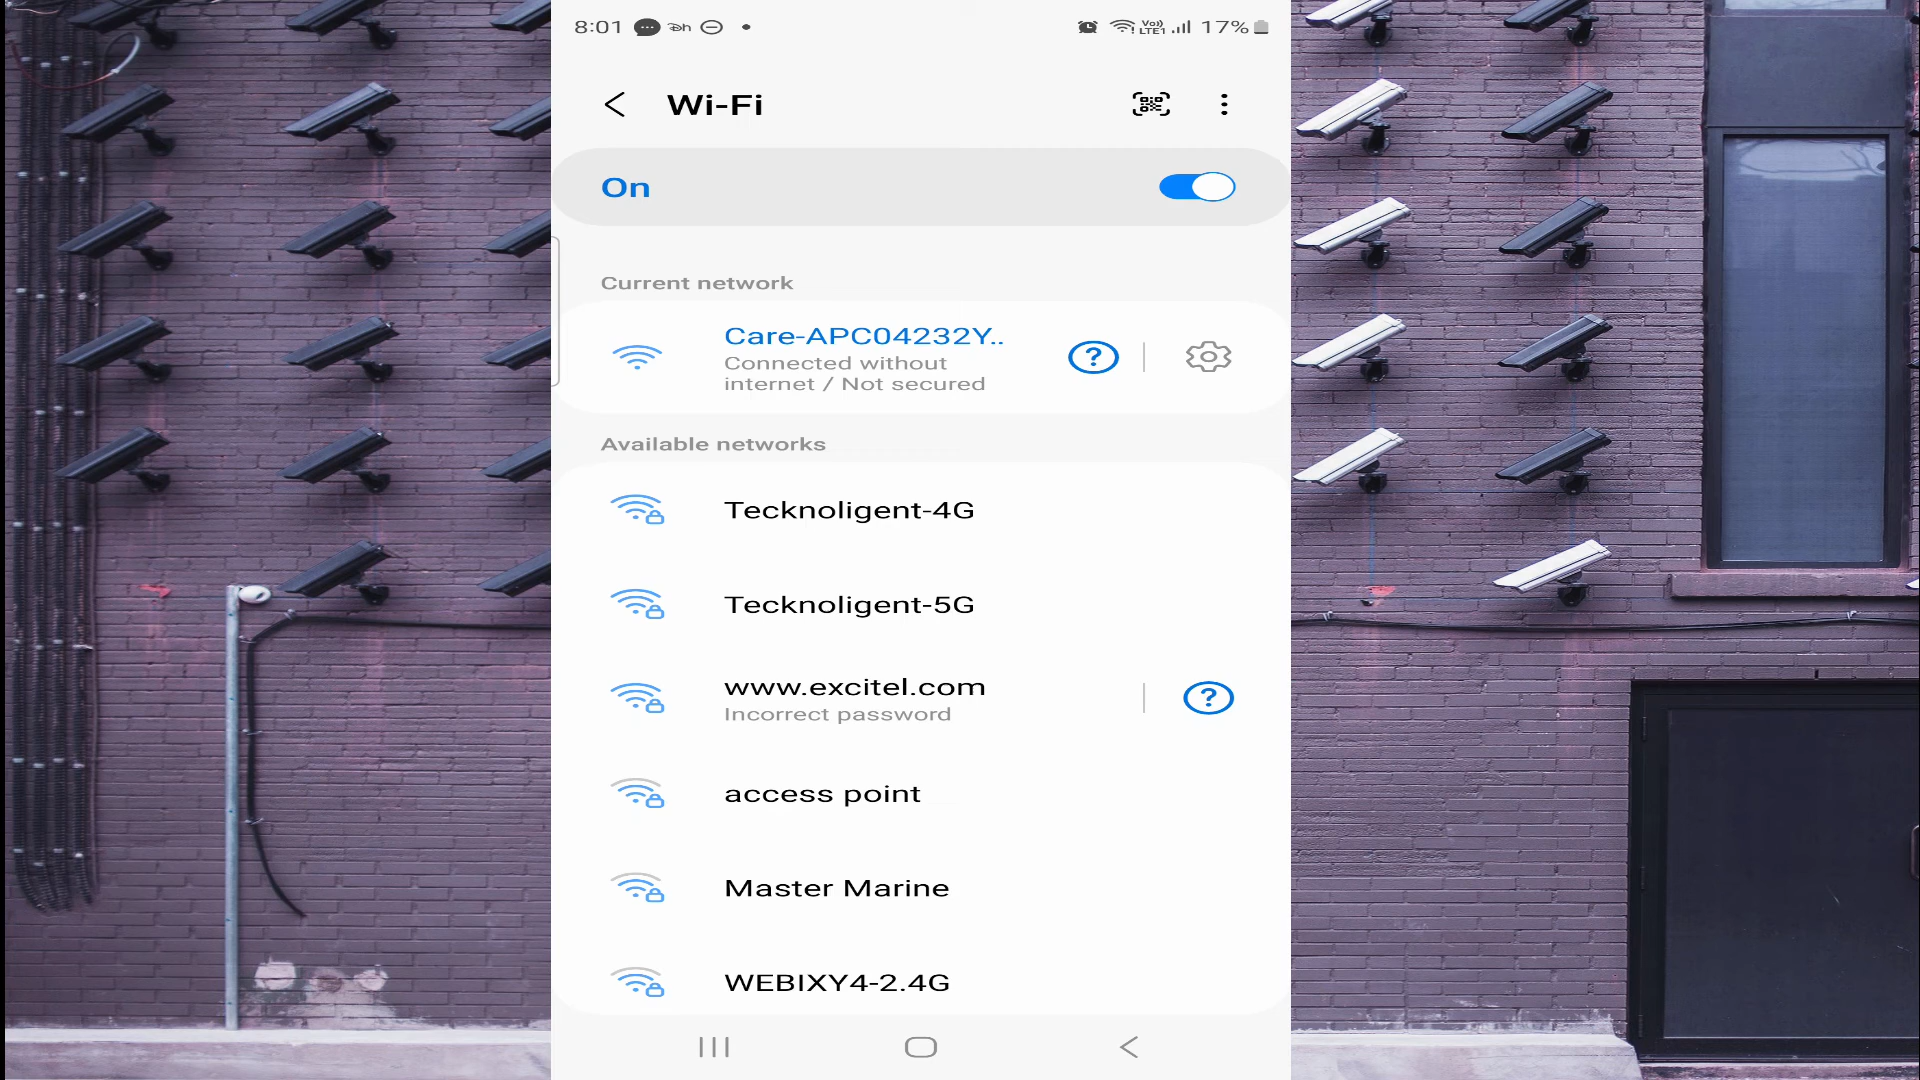 8:01
17%
Wi-Fi
On
Current network
Care-APC04232Y..
Connected without
internet / Not secured
Available networks
Tecknoligent-4G
Tecknoligent-5G
www.excitel.com
Incorrect password
access point
Master Marine
WEBIXY4-2.4G